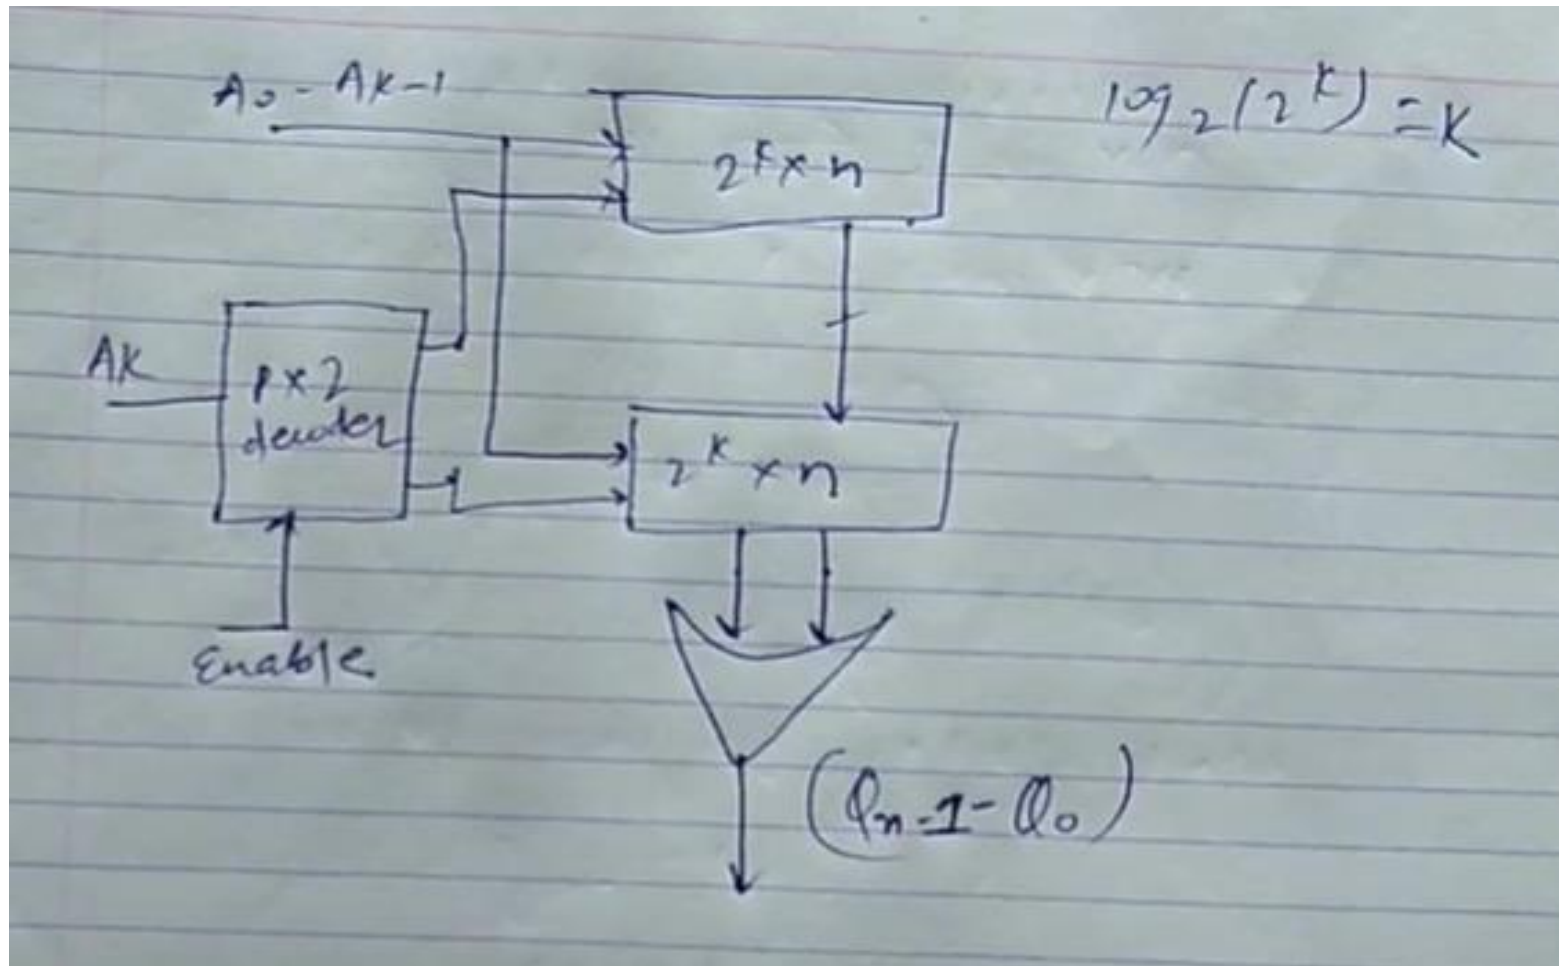 A0 - AK-1
log2(2^K) = K
2^K x n
AK
1x2
decoder
2^K x n
Enable
(Qn-1 - Q0)